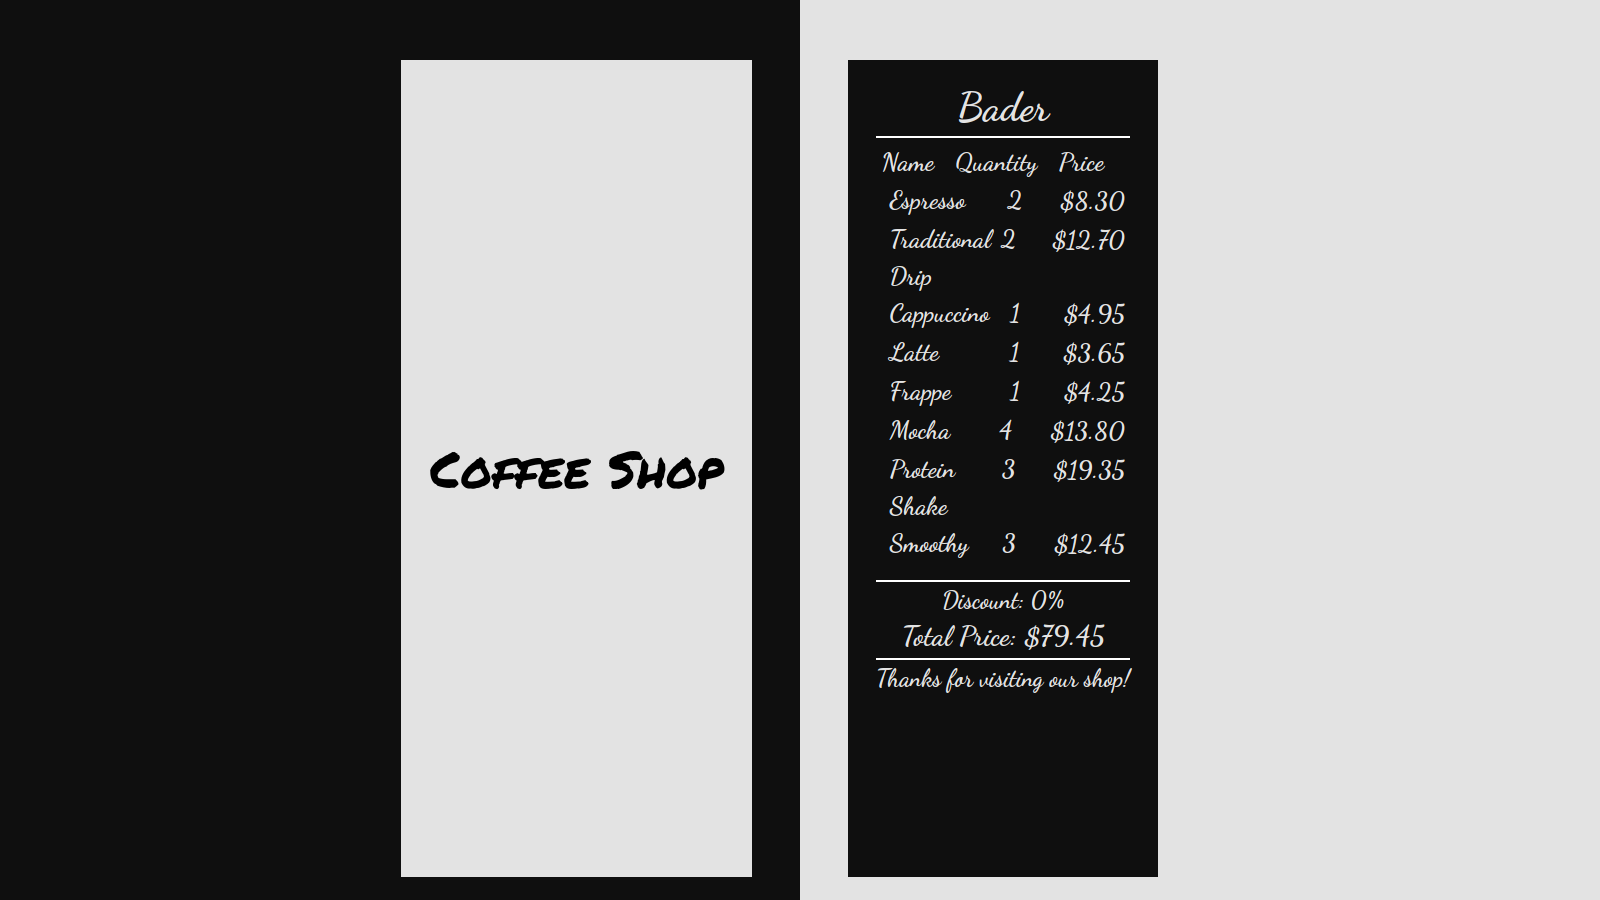 Coffee Shop
Bader
Name Quantity Price
Espresso 2 $8.30
Traditional 2 $12.70
Drip
Cappuccino 1 $4.95
Latte 1 $3.65
Frappe 1 $4.25
Mocha 4 $13.80
Protein 3 $19.35
Shake
Smoothy 3 $12.45
Discount: 0%
Total Price: $79.45
Thanks for visiting our shop!